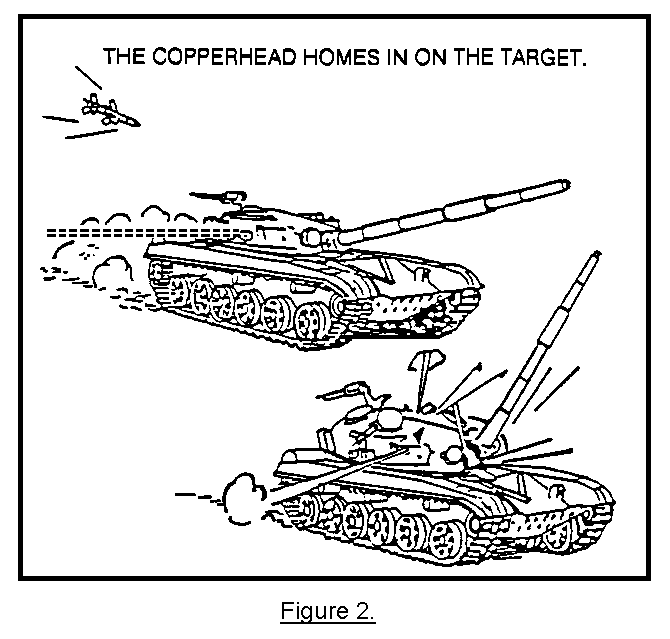 THE COPPERHEAD HOMES IN ON THE TARGET.
Figure 2.